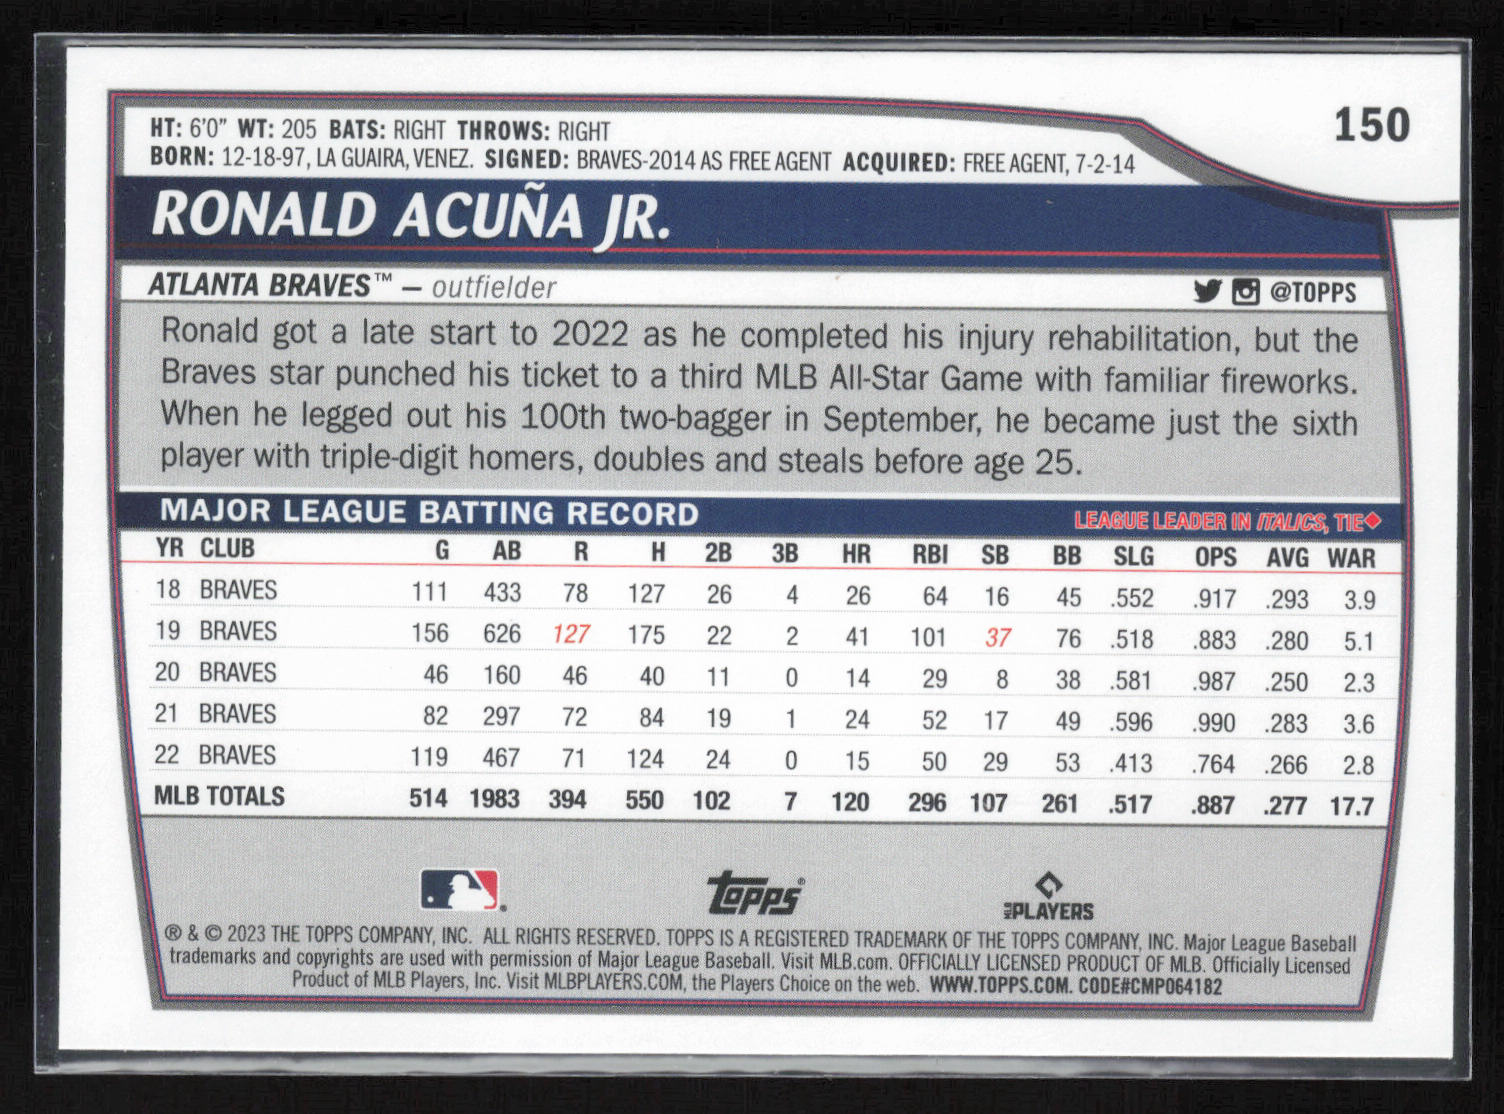 150
HT: 6'0" WT: 205 BATS: RIGHT THROWS: RIGHT
BORN: 12-18-97, LA GUAIRA, VENEZ. SIGNED: BRAVES-2014 AS FREE AGENT ACQUIRED: FREE AGENT, 7-2-14
RONALD ACUÑA JR.
ATLANTA BRAVES™ – outfielder @TOPPS
Ronald got a late start to 2022 as he completed his injury rehabilitation, but the
Braves star punched his ticket to a third MLB All-Star Game with familiar fireworks.
When he legged out his 100th two-bagger in September, he became just the sixth
player with triple-digit homers, doubles and steals before age 25.
MAJOR LEAGUE BATTING RECORD LEAGUE LEADER IN ITALICS, TIE◆
YR CLUB G AB R H 2B 3B HR RBI SB BB SLG OPS AVG WAR
18 BRAVES 111 433 78 127 26 4 26 64 16 45 .552 .917 .293 3.9
19 BRAVES 156 626 127 175 22 2 41 101 37 76 .518 .883 .280 5.1
20 BRAVES 46 160 46 40 11 0 14 29 8 38 .581 .987 .250 2.3
21 BRAVES 82 297 72 84 19 1 24 52 17 49 .596 .990 .283 3.6
22 BRAVES 119 467 71 124 24 0 15 50 29 53 .413 .764 .266 2.8
MLB TOTALS 514 1983 394 550 102 7 120 296 107 261 .517 .887 .277 17.7
topps® MLB PLAYERS
® & © 2023 THE TOPPS COMPANY, INC. ALL RIGHTS RESERVED. TOPPS IS A REGISTERED TRADEMARK OF THE TOPPS COMPANY, INC. Major League Baseball
trademarks and copyrights are used with permission of Major League Baseball. Visit MLB.com. OFFICIALLY LICENSED PRODUCT OF MLB. Officially Licensed
Product of MLB Players, Inc. Visit MLBPLAYERS.COM, the Players Choice on the web. WWW.TOPPS.COM. CODE#CMP064182